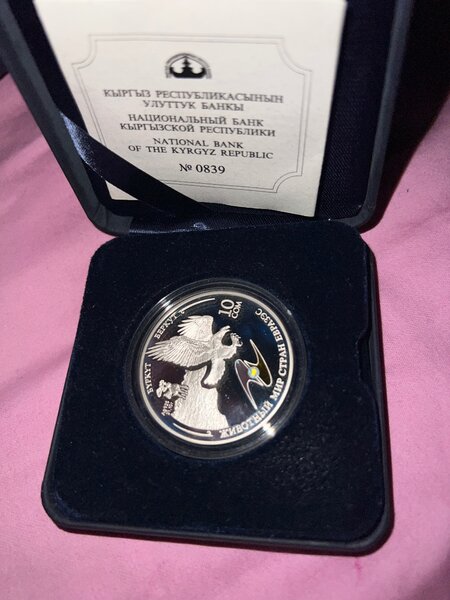 КЫРГЫЗ РЕСПУБЛИКАСЫНЫН
УЛУТТУК БАНКЫ
НАЦИОНАЛЬНЫЙ БАНК
КЫРГЫЗСКОЙ РЕСПУБЛИКИ
NATIONAL BANK
OF THE KYRGYZ REPUBLIC
№ 0839
10
СОМ
БҮРКҮТ БЕРКУТ
ЖИВОТНЫЙ МИР СТРАН ЕВРАЗЭС